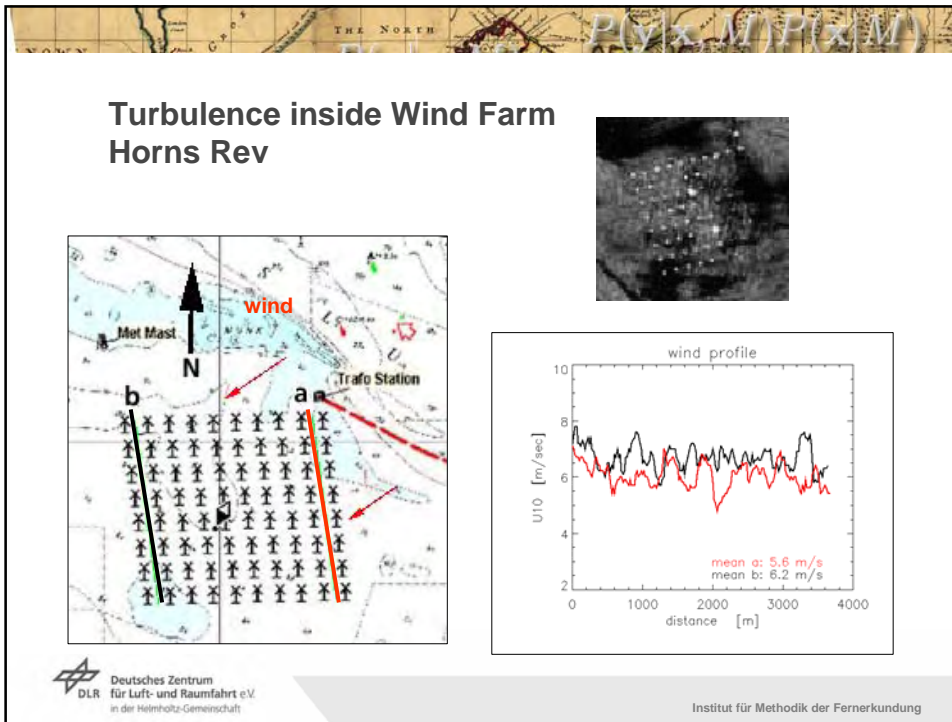 THE NORTH
NOWN
P(y|x,M)P(x|M)
Turbulence inside Wind Farm
Horns Rev
wind
Met Mast
N
Trafo Station
b
a
wind profile
10
8
6
4
2
U10 [m/sec]
mean a: 5.6 m/s
mean b: 6.2 m/s
0
1000
2000
3000
4000
distance [m]
DLR
Deutsches Zentrum
für Luft- und Raumfahrt e.V.
in der Helmholtz-Gemeinschaft
Institut für Methodik der Fernerkundung